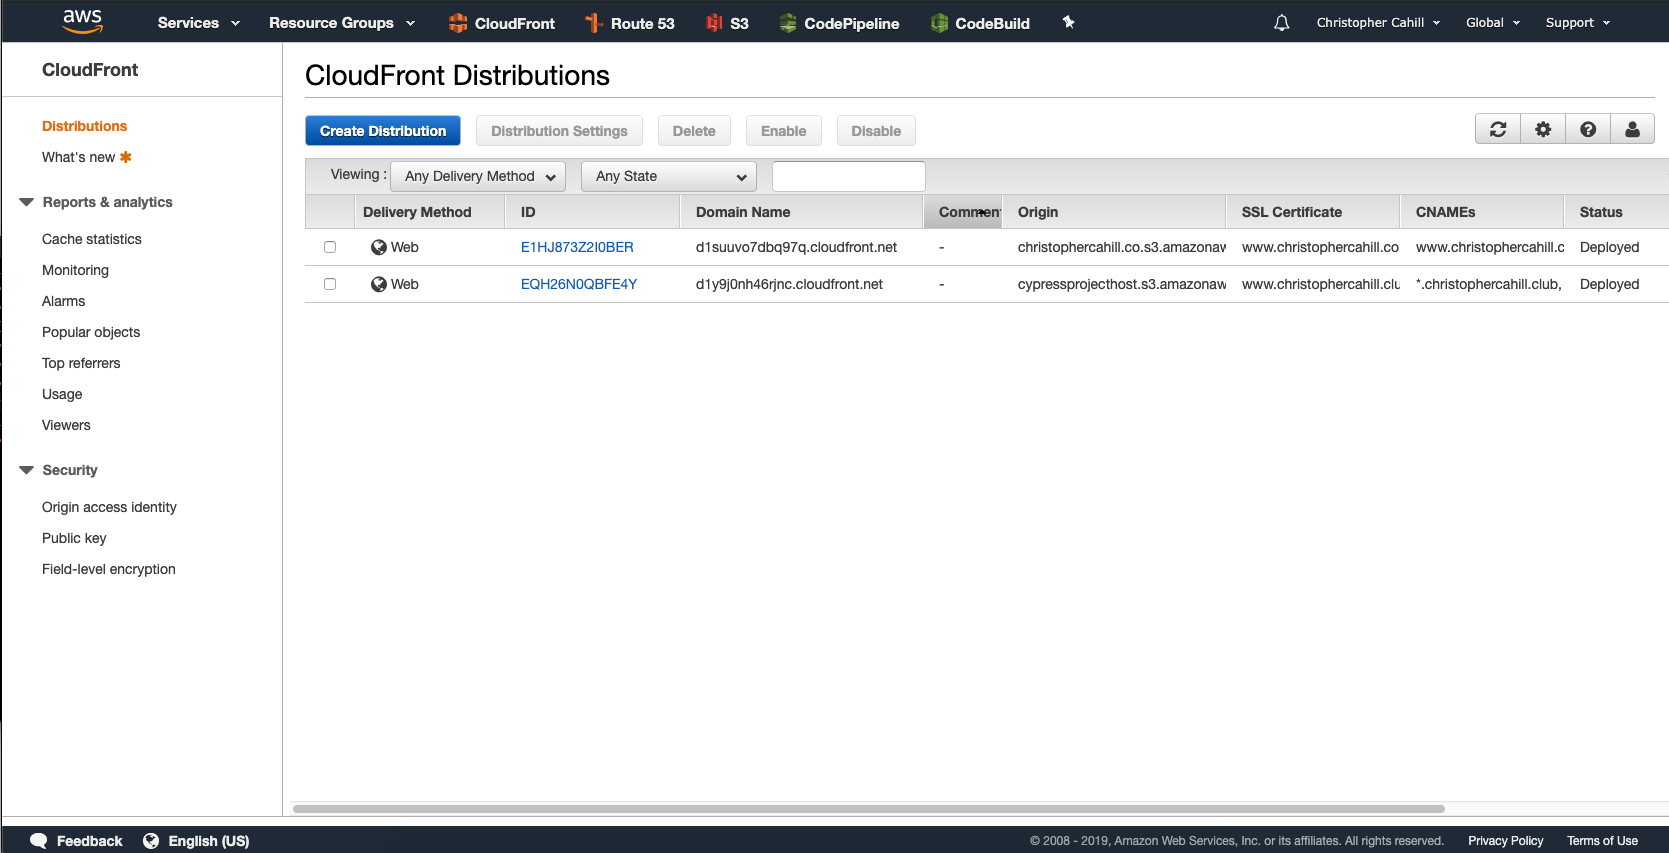 aws Services Resource Groups CloudFront Route 53 S3 CodePipeline CodeBuild Christopher Cahill Global Support
CloudFront
Distributions
What's new
Reports & analytics
Cache statistics
Monitoring
Alarms
Popular objects
Top referrers
Usage
Viewers
Security
Origin access identity
Public key
Field-level encryption
CloudFront Distributions
Create Distribution Distribution Settings Delete Enable Disable
Viewing : Any Delivery Method Any State
Delivery Method ID Domain Name Commen Origin SSL Certificate CNAMEs Status
Web E1HJ873Z2I0BER d1suuvo7dbq97q.cloudfront.net - christophercahill.co.s3.amazonaw www.christophercahill.co www.christophercahill.c Deployed
Web EQH26N0QBFE4Y d1y9j0nh46rjnc.cloudfront.net - cypressprojecthost.s3.amazonaw www.christophercahill.clu *.christophercahill.club, Deployed
Feedback English (US) © 2008 - 2019, Amazon Web Services, Inc. or its affiliates. All rights reserved. Privacy Policy Terms of Use